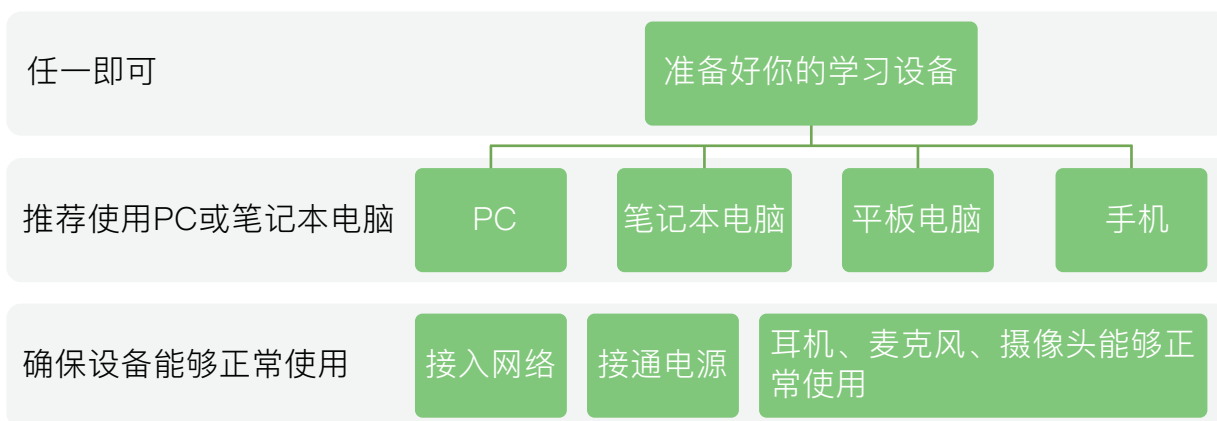 任一即可
准备好你的学习设备
推荐使用PC或笔记本电脑
PC
笔记本电脑
平板电脑
手机
确保设备能够正常使用
接入网络
接通电源
耳机、麦克风、摄像头能够正
常使用